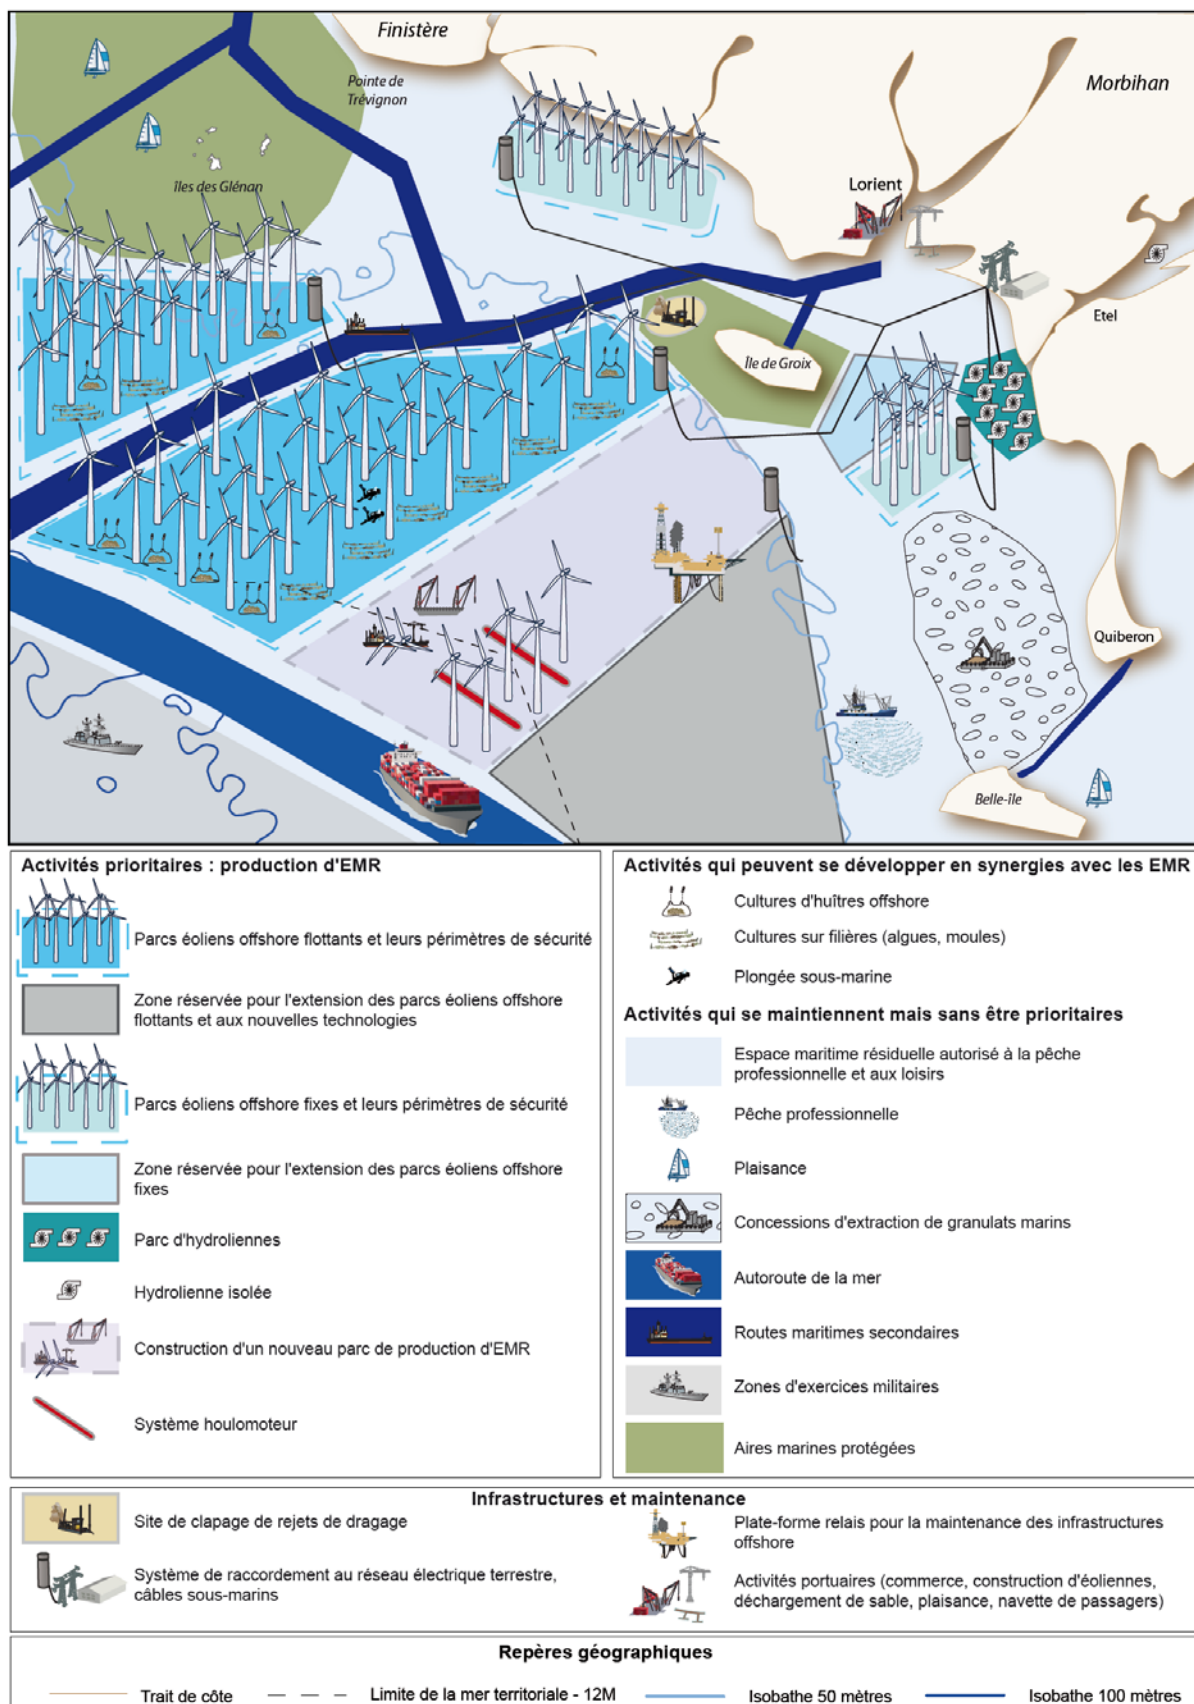 Finistère
Pointe de
Trévignon
Morbihan
îles des Glénan
Lorient
Etel
Île de Groix
Quiberon
Belle-île
Activités prioritaires : production d'EMR
Parcs éoliens offshore flottants et leurs périmètres de sécurité
Zone réservée pour l'extension des parcs éoliens offshore
flottants et aux nouvelles technologies
Parcs éoliens offshore fixes et leurs périmètres de sécurité
Zone réservée pour l'extension des parcs éoliens offshore
fixes
Parc d'hydroliennes
Hydrolienne isolée
Construction d'un nouveau parc de production d'EMR
Système houlomoteur
Activités qui peuvent se développer en synergies avec les EMR
Cultures d'huîtres offshore
Cultures sur filières (algues, moules)
Plongée sous-marine
Activités qui se maintiennent mais sans être prioritaires
Espace maritime résiduelle autorisé à la pêche
professionnelle et aux loisirs
Pêche professionnelle
Plaisance
Concessions d'extraction de granulats marins
Autoroute de la mer
Routes maritimes secondaires
Zones d'exercices militaires
Aires marines protégées
Infrastructures et maintenance
Site de clapage de rejets de dragage
Système de raccordement au réseau électrique terrestre,
câbles sous-marins
Plate-forme relais pour la maintenance des infrastructures
offshore
Activités portuaires (commerce, construction d'éoliennes,
déchargement de sable, plaisance, navette de passagers)
Repères géographiques
Trait de côte
Limite de la mer territoriale - 12M
Isobathe 50 mètres
Isobathe 100 mètres